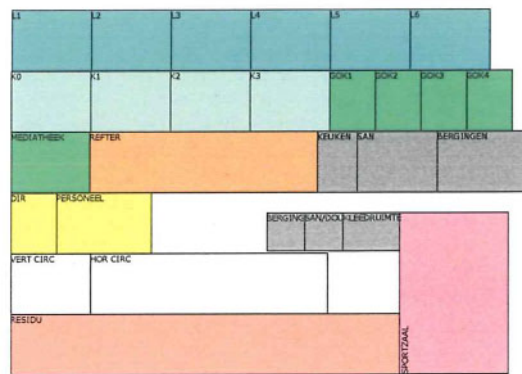 L1 L2 L3 L4 L5 L6
K0 K1 K2 K3 GOK1 GOK2 GOK3 GOK4
MEDIATHEEK REFTER KEUKEN SAN BERGINGEN
DIR PERSONEEL
BERGING SAN/DOU KLEEDRUIMTE
VERT CIRC HOR CIRC
RESIDU
SPORTZAAL